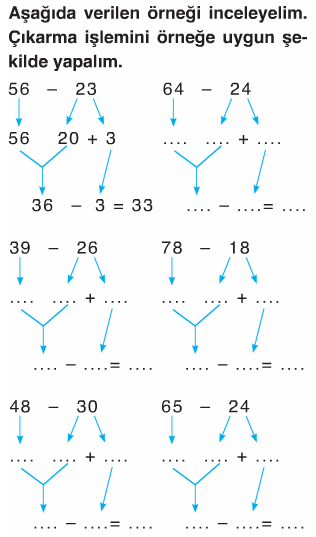 Aşağıda verilen örneği inceleyelim.
Çıkarma işlemini örneğe uygun şe-
kilde yapalım.
56 – 23
56 20 + 3
36 – 3 = 33
64 – 24
.... .... + ....
.... – ....= ....
39 – 26
.... .... + ....
.... – ....= ....
78 – 18
.... .... + ....
.... – ....= ....
48 – 30
.... .... + ....
.... – ....= ....
65 – 24
.... .... + ....
.... – ....= ....